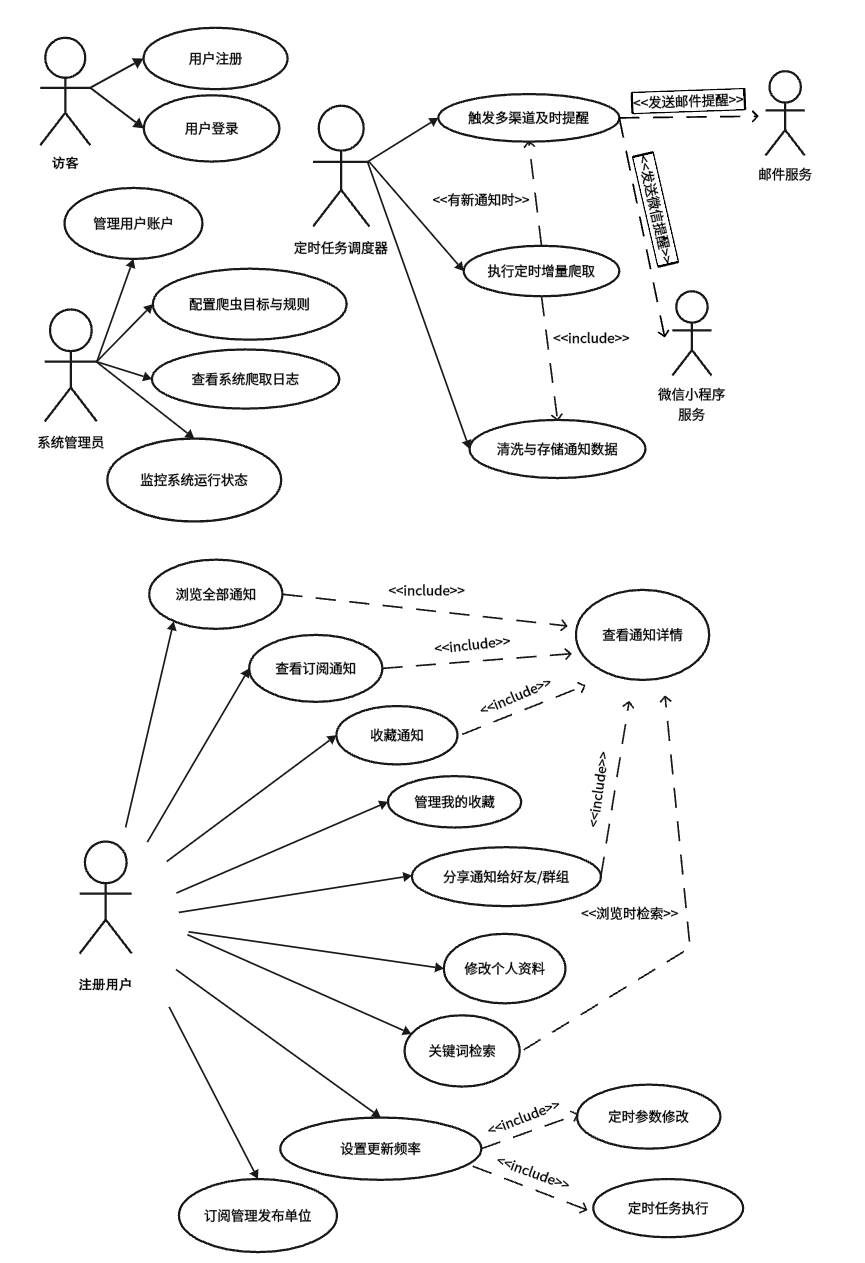 用户注册
用户登录
访客
触发多渠道及时提醒
<<发送邮件提醒>>
邮件服务
<<发送微信提醒>>
管理用户账户
<<有新通知时>>
定时任务调度器
执行定时增量爬取
配置爬虫目标与规则
<<include>>
查看系统爬取日志
微信小程序
服务
系统管理员
清洗与存储通知数据
监控系统运行状态
浏览全部通知
<<include>>
查看通知详情
查看订阅通知
<<include>>
收藏通知
<<include>>
管理我的收藏
<<include>>
分享通知给好友/群组
<<浏览时检索>>
修改个人资料
注册用户
关键词检索
设置更新频率
<<include>>
定时参数修改
<<include>>
定时任务执行
订阅管理发布单位